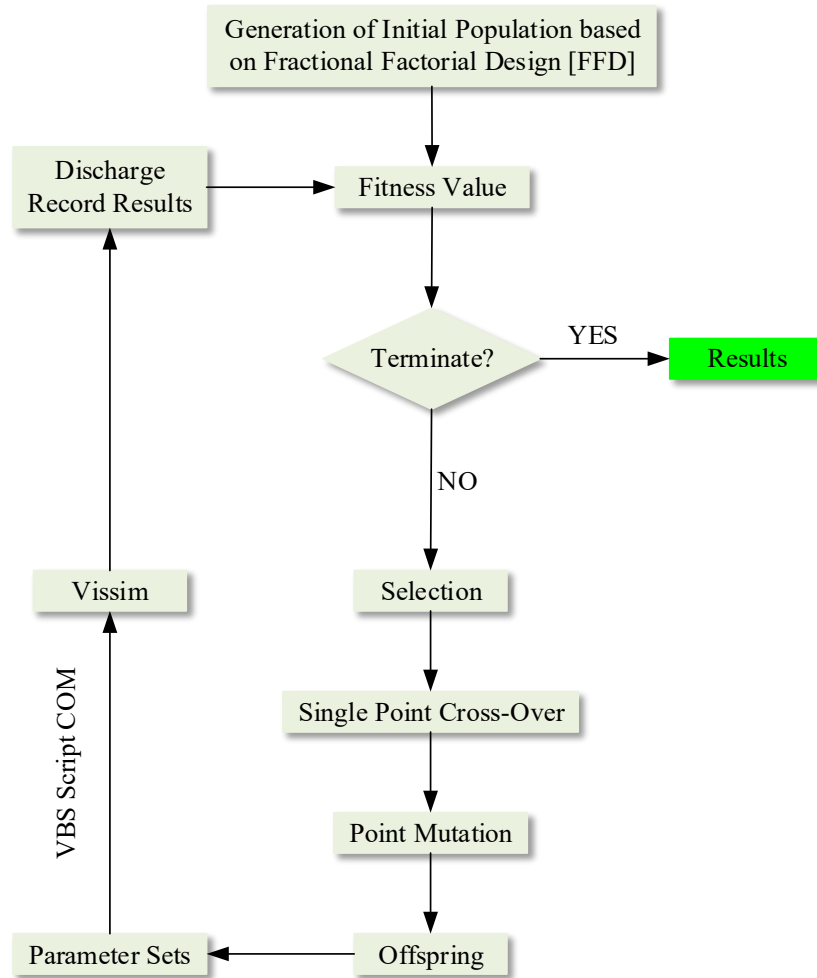 Generation of Initial Population based
on Fractional Factorial Design [FFD]
Discharge
Record Results
Fitness Value
Terminate?
YES
Results
NO
Vissim
Selection
VBS Script COM
Single Point Cross-Over
Point Mutation
Parameter Sets
Offspring